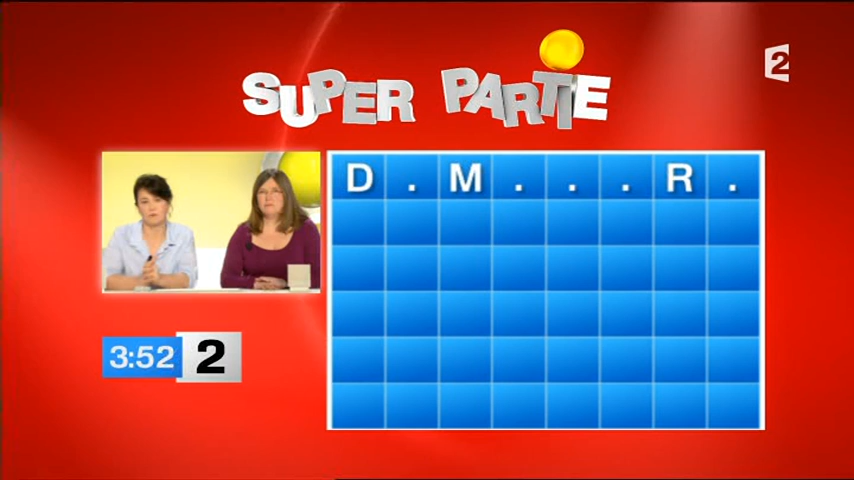 2
SUPER PARTIE
D . M . . . R .
3:52 2